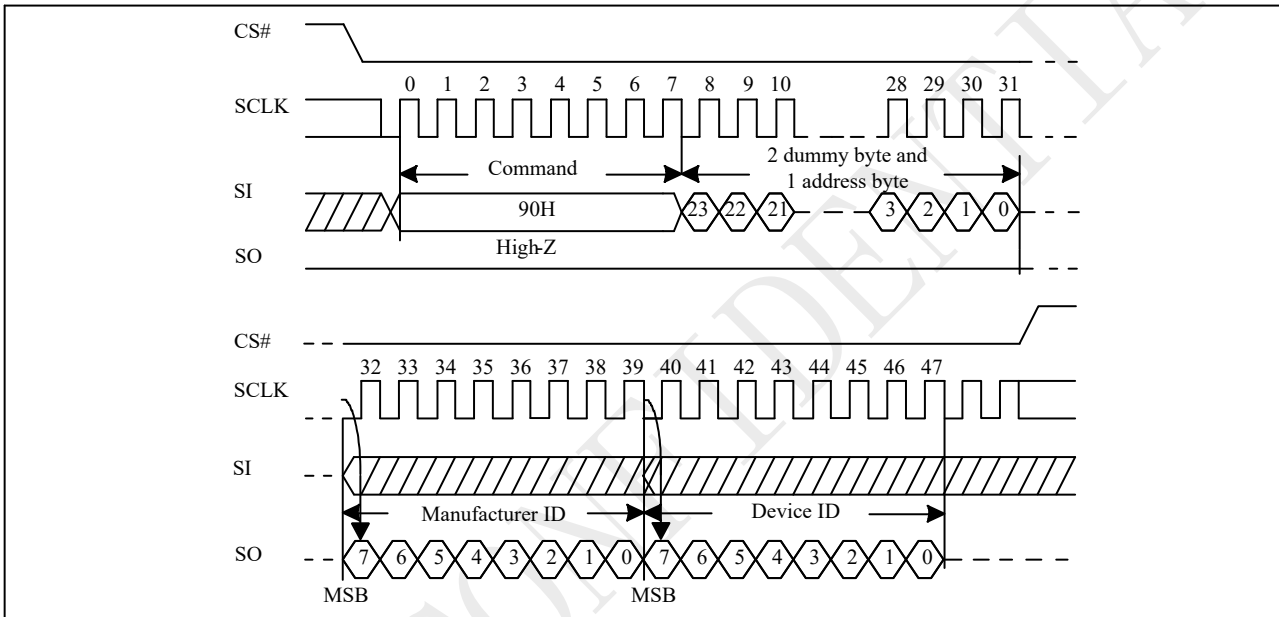 CS#
0 1 2 3 4 5 6 7 8 9 10 28 29 30 31
SCLK
Command
2 dummy byte and
1 address byte
SI
90H
23 22 21 3 2 1 0
High-Z
SO
CS#
32 33 34 35 36 37 38 39 40 41 42 43 44 45 46 47
SCLK
SI
Manufacturer ID
Device ID
SO
7 6 5 4 3 2 1 0 7 6 5 4 3 2 1 0
MSB
MSB
CONFIDENTIA